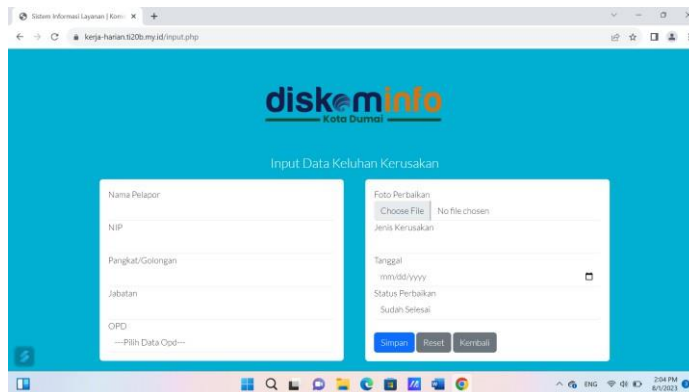 Sistem Informasi Layanan | Kom
kerja-harian.ti20b.my.id/input.php
diskominfo
Kota Dumai
Input Data Keluhan Kerusakan
Nama Pelapor
NIP
Pangkat/Golongan
Jabatan
OPD
---Pilih Data Opd---
Foto Perbaikan
Choose File No file chosen
Jenis Kerusakan
Tanggal
mm/dd/yyyy
Status Perbaikan
Sudah Selesai
Simpan Reset Kembali
ENG
2:04 PM
8/1/2023